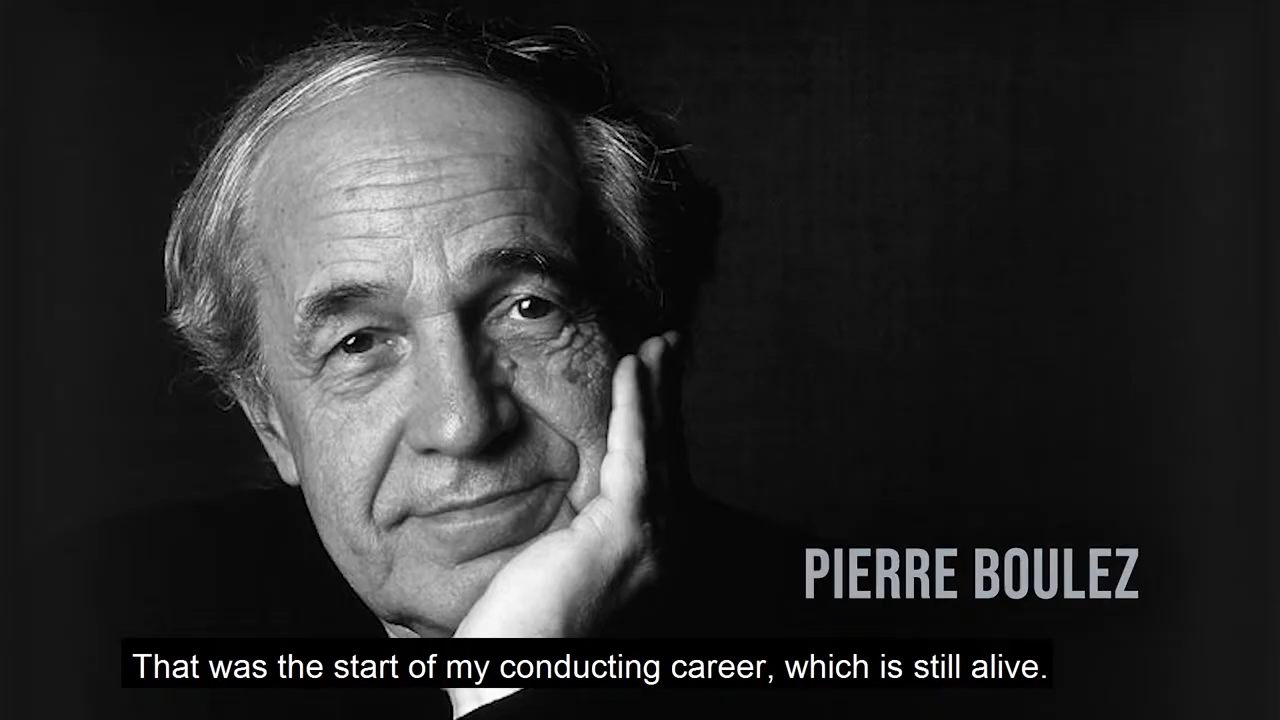 PIERRE BOULEZ
That was the start of my conducting career, which is still alive.